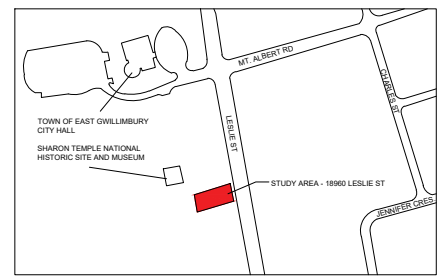 MT. ALBERT RD
CHARLES ST
TOWN OF EAST GWILLIMBURY
CITY HALL
LESLIE ST
SHARON TEMPLE NATIONAL
HISTORIC SITE AND MUSEUM
STUDY AREA - 18960 LESLIE ST
JENNIFER CRES